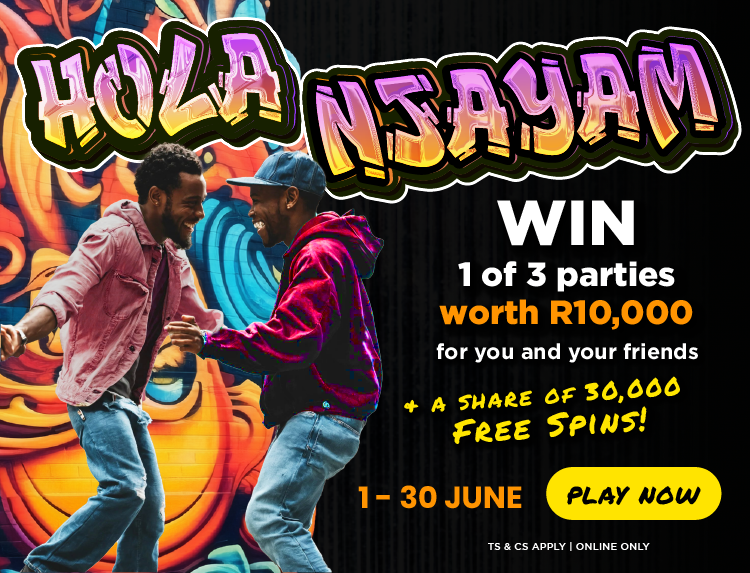 HOLA NJAYAM
WIN
1 of 3 parties
worth R10,000
for you and your friends
+ A SHARE OF 30,000
FREE SPINS!
1 – 30 JUNE
PLAY NOW
TS & CS APPLY | ONLINE ONLY